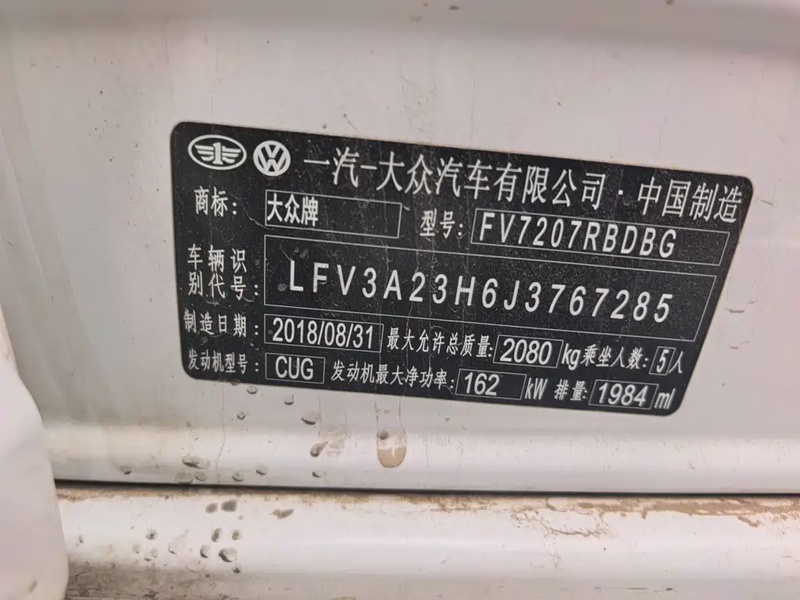 一汽-大众汽车有限公司·中国制造
商标: 大众牌 型号: FV7207RBDBG
车辆识别代号: LFV3A23H6J3767285
制造日期: 2018/08/31 最大允许总质量: 2080 kg 乘坐人数: 5 人
发动机型号: CUG 发动机最大净功率: 162 kW 排量: 1984 ml